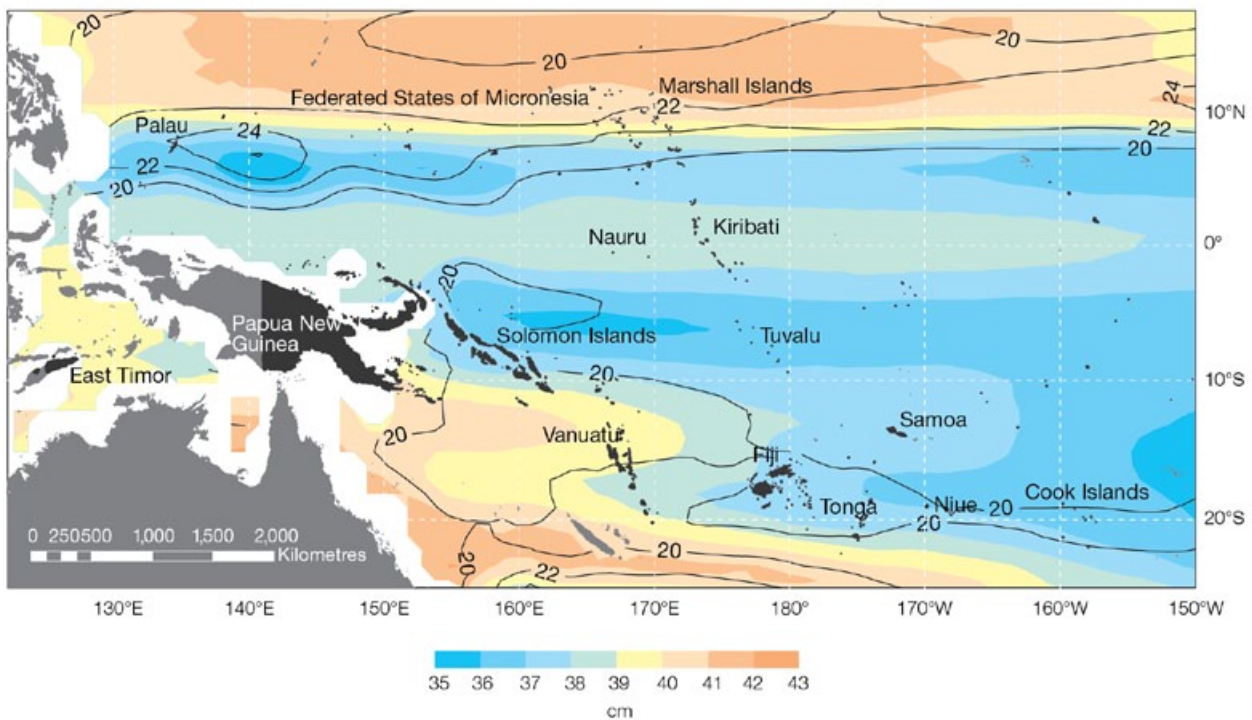 20
20
20
24
Federated States of Micronesia
Marshall Islands
22
10°N
Palau
24
22
22
20
20
Nauru
Kiribati
0°
20
Papua New
Guinea
Solomon Islands
Tuvalu
East Timor
20
10°S
20
Vanuatu
Samoa
Fiji
Tonga
Niue
20
Cook Islands
20
20°S
0 250 500 1,000 1,500 2,000
Kilometres
20
20
22
130°E 140°E 150°E 160°E 170°E 180° 170°W 160°W 150°W
35 36 37 38 39 40 41 42 43
cm